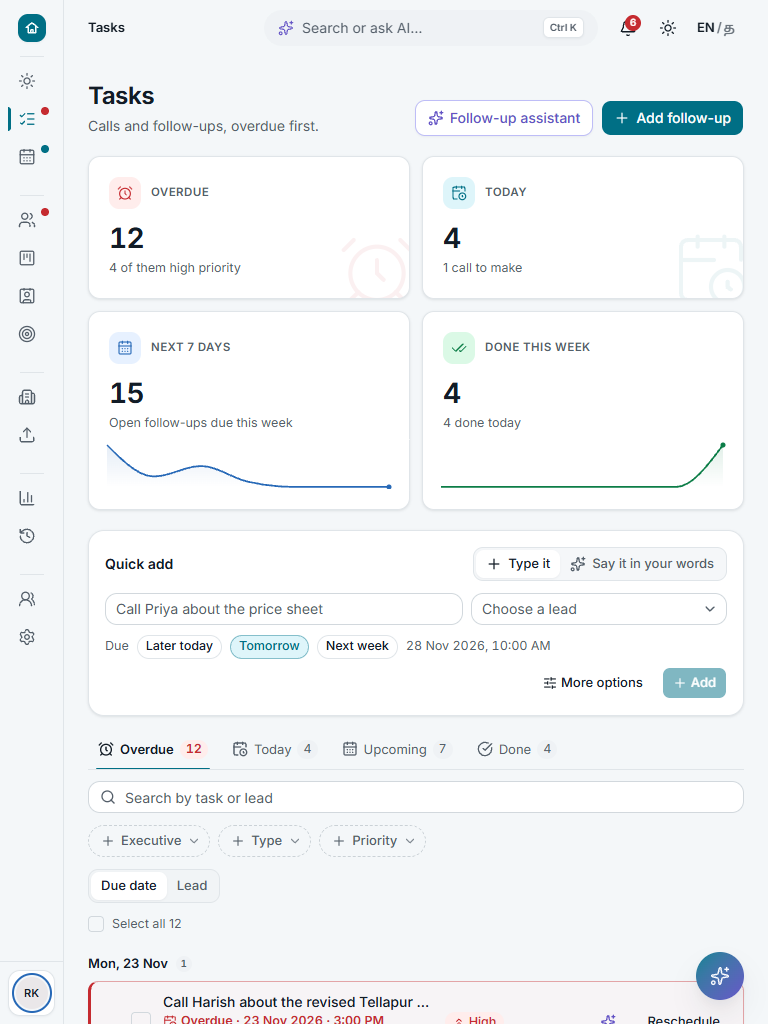 Tasks
Search or ask AI...
Ctrl K
6
EN / த
Tasks
Calls and follow-ups, overdue first.
Follow-up assistant
Add follow-up
OVERDUE
12
4 of them high priority
TODAY
4
1 call to make
NEXT 7 DAYS
15
Open follow-ups due this week
DONE THIS WEEK
4
4 done today
Quick add
Type it
Say it in your words
Call Priya about the price sheet
Choose a lead
Due
Later today
Tomorrow
Next week
28 Nov 2026, 10:00 AM
More options
Add
Overdue 12
Today 4
Upcoming 7
Done 4
Search by task or lead
Executive
Type
Priority
Due date
Lead
Select all 12
Mon, 23 Nov 1
Call Harish about the revised Tellapur ...
Overdue · 23 Nov 2026 · 3:00 PM
High
Reschedule
RK